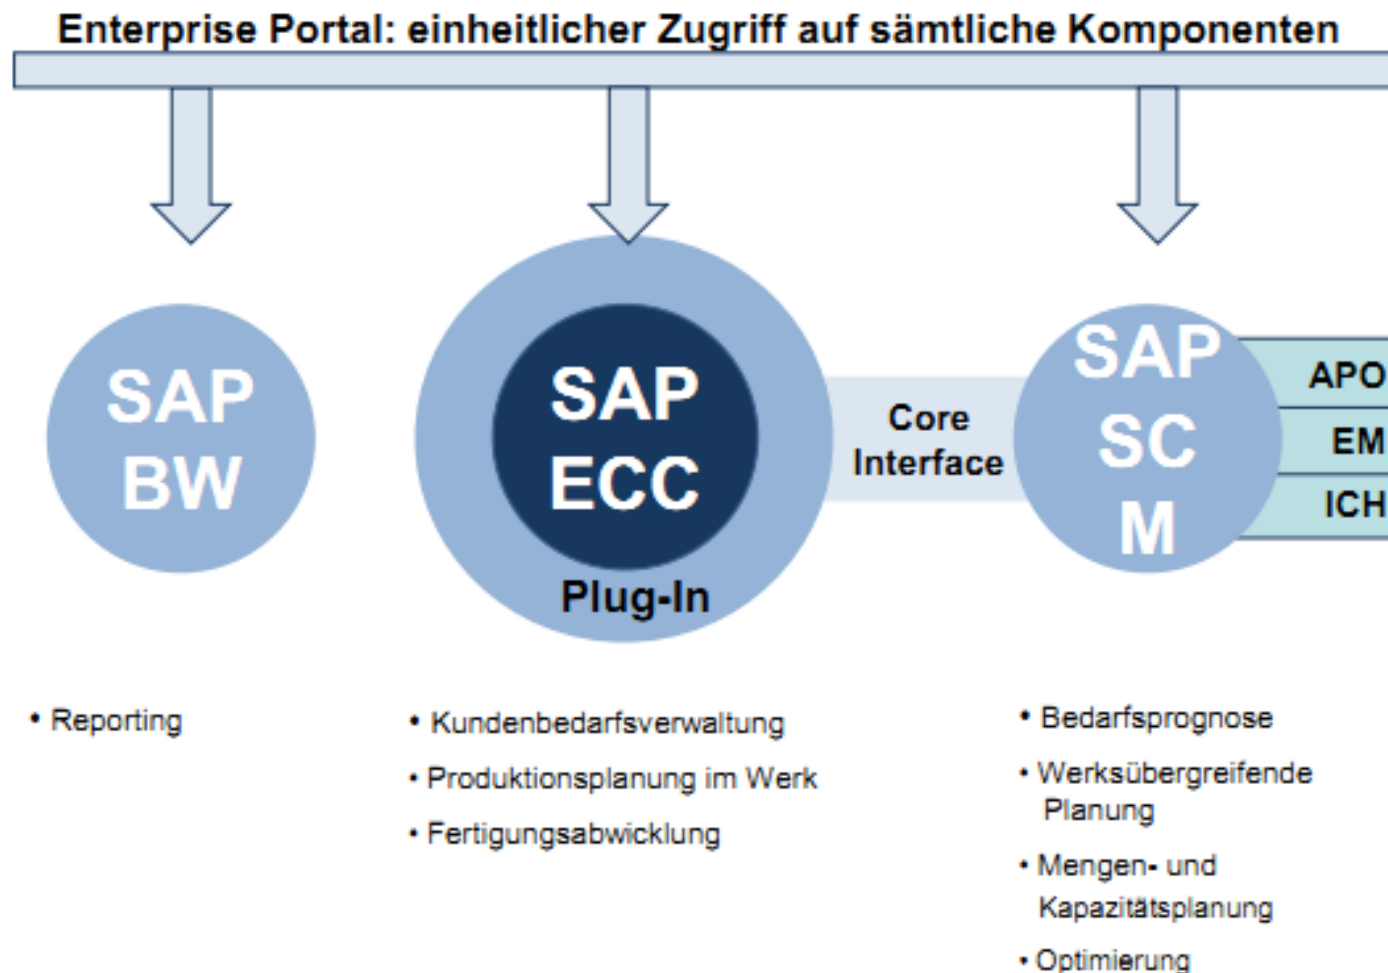 Enterprise Portal: einheitlicher Zugriff auf sämtliche Komponenten
SAP
BW
SAP
ECC
Plug-In
Core
Interface
SAP
SC
M
APO
EM
ICH
• Reporting
• Kundenbedarfsverwaltung
• Produktionsplanung im Werk
• Fertigungsabwicklung
• Bedarfsprognose
• Werksübergreifende
Planung
• Mengen- und
Kapazitätsplanung
• Optimierung